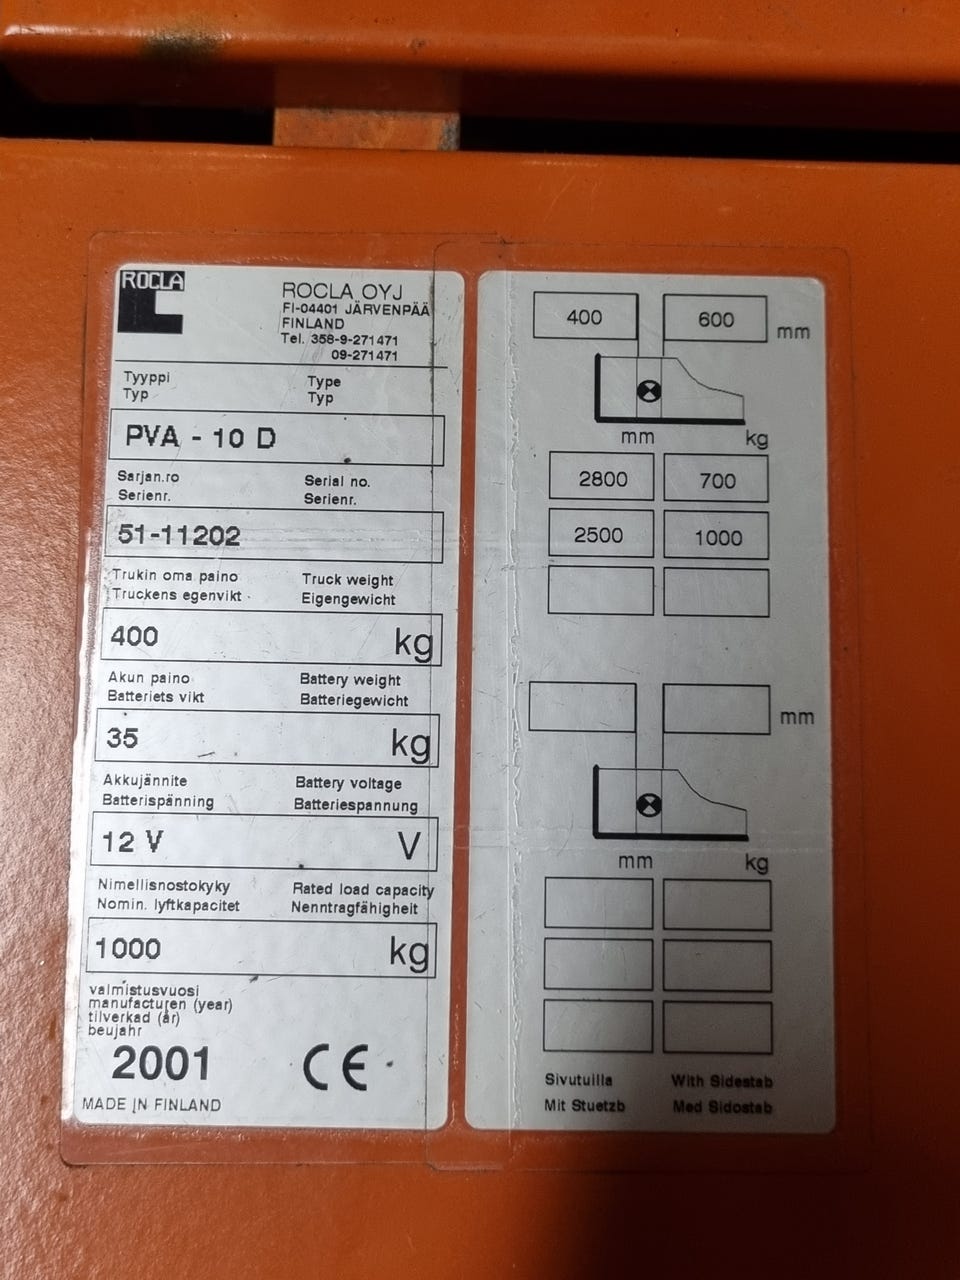 ROCLA
ROCLA OYJ
FI-04401 JÄRVENPÄÄ
FINLAND
Tel. 358-9-271471
09-271471
Tyyppi Type
Typ Typ
PVA - 10 D
Sarjan.ro Serial no.
Serienr. Serienr.
51-11202
Trukin oma paino Truck weight
Truckens egenvikt Eigengewicht
400 kg
Akun paino Battery weight
Batteriets vikt Batteriegewicht
35 kg
Akkujännite Battery voltage
Batterispänning Batteriespannung
12 V V
Nimellisnostokyky Rated load capacity
Nomin. lyftkapacitet Nenntragfähigheit
1000 kg
valmistusvuosi
manufacturen (year)
tilverkad (år)
beujahr
2001 CE
MADE IN FINLAND
400 600 mm
mm kg
2800 700
2500 1000
mm
mm kg
Sivutuilla With Sidestab
Mit Stuetzb Med Sidostab